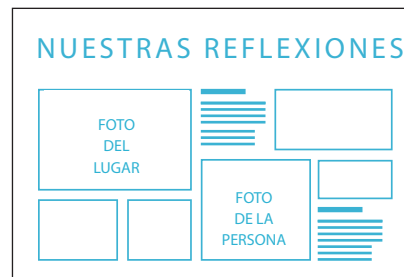 NUESTRAS REFLEXIONES
FOTO
DEL
LUGAR
FOTO
DE LA
PERSONA